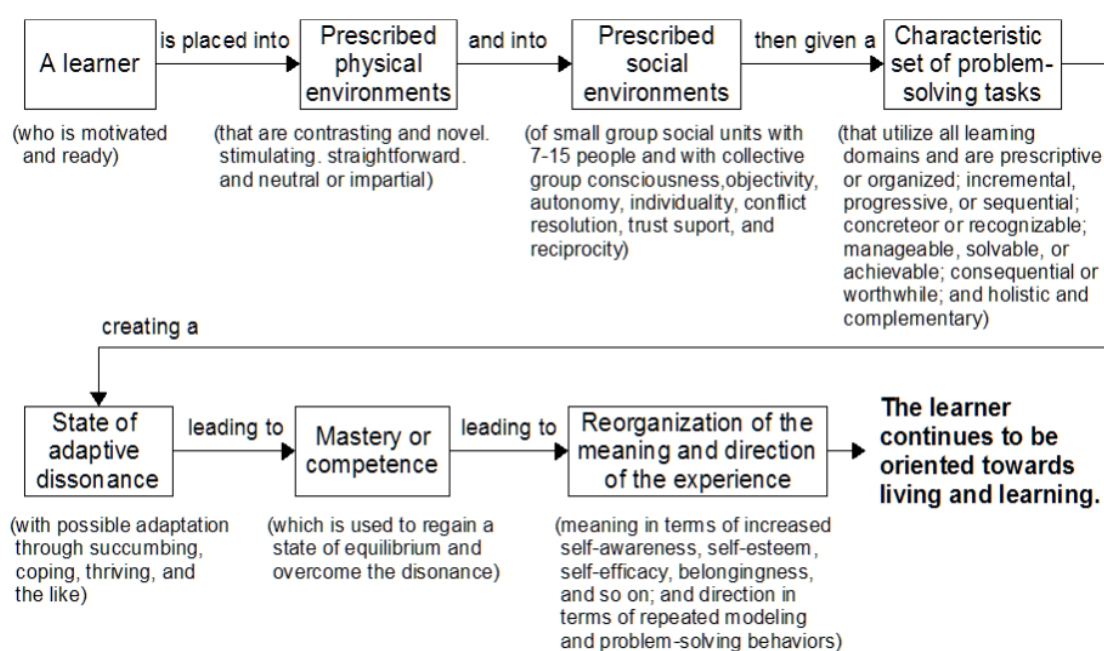 A learner
is placed into
Prescribed
physical
environments
and into
Prescribed
social
environments
then given a
Characteristic
set of problem-
solving tasks
(who is motivated
and ready)
(that are contrasting and novel.
stimulating. straightforward.
and neutral or impartial)
(of small group social units with
7-15 people and with collective
group consciousness,objectivity,
autonomy, individuality, conflict
resolution, trust suport, and
reciprocity)
(that utilize all learning
domains and are prescriptive
or organized; incremental,
progressive, or sequential;
concreteor or recognizable;
manageable, solvable, or
achievable; consequential or
worthwhile; and holistic and
complementary)
creating a
State of
adaptive
dissonance
leading to
Mastery or
competence
leading to
Reorganization of the
meaning and direction
of the experience
The learner
continues to be
oriented towards
living and learning.
(with possible adaptation
through succumbing,
coping, thriving, and
the like)
(which is used to regain a
state of equilibrium and
overcome the disonance)
(meaning in terms of increased
self-awareness, self-esteem,
self-efficacy, belongingness,
and so on; and direction in
terms of repeated modeling
and problem-solving behaviors)